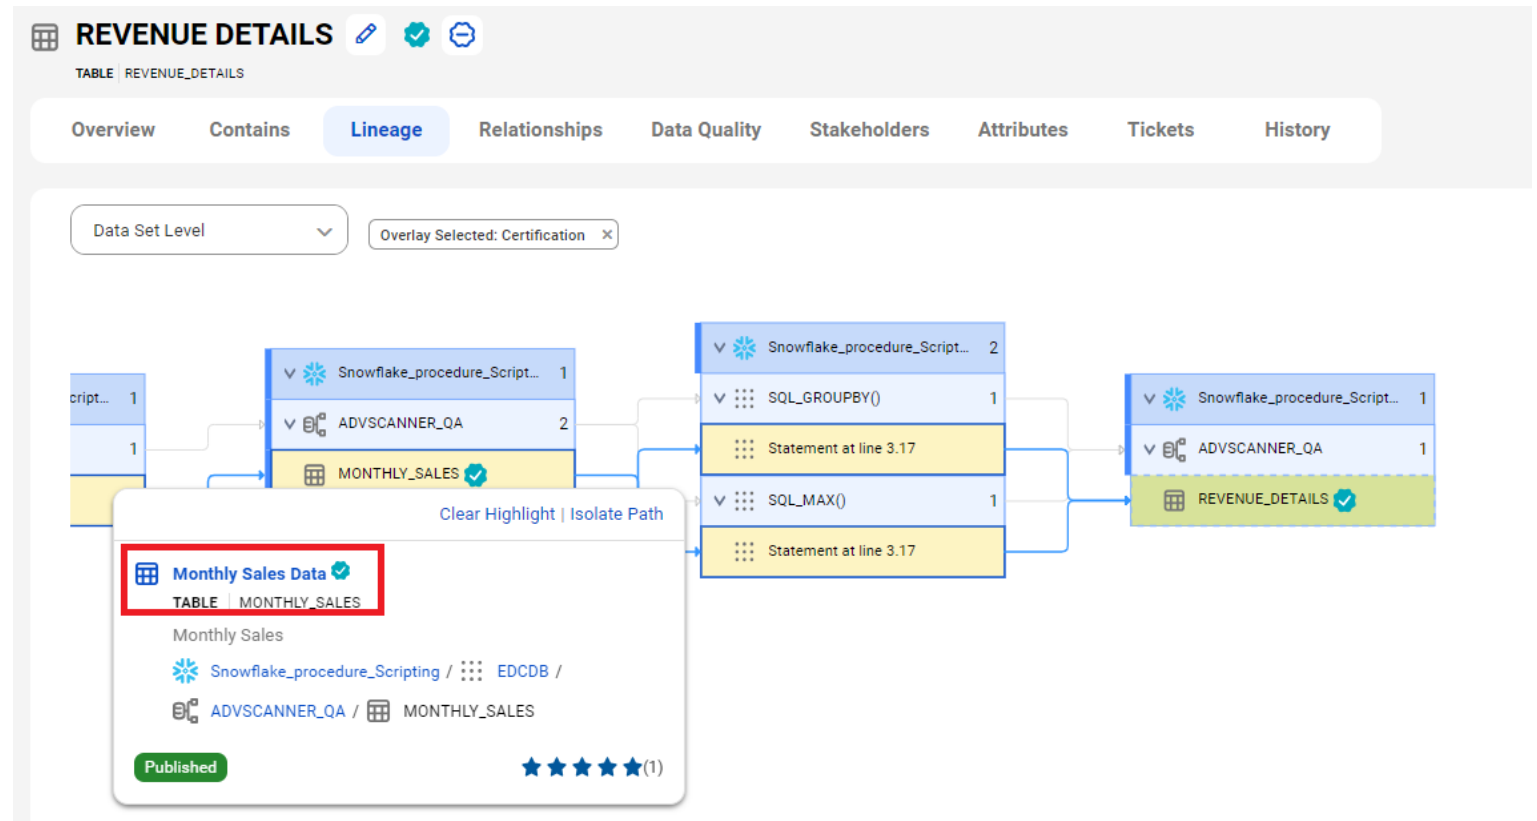 REVENUE DETAILS
TABLE REVENUE_DETAILS
Overview Contains Lineage Relationships Data Quality Stakeholders Attributes Tickets History
Data Set Level
Overlay Selected: Certification ×
cript... 1
1
Snowflake_procedure_Script... 1
ADVSCANNER_QA 2
MONTHLY_SALES
Snowflake_procedure_Script... 2
SQL_GROUPBY() 1
Statement at line 3.17
SQL_MAX() 1
Statement at line 3.17
Snowflake_procedure_Script... 1
ADVSCANNER_QA 1
REVENUE_DETAILS
Clear Highlight | Isolate Path
Monthly Sales Data
TABLE MONTHLY_SALES
Monthly Sales
Snowflake_procedure_Scripting / EDCDB /
ADVSCANNER_QA / MONTHLY_SALES
Published (1)